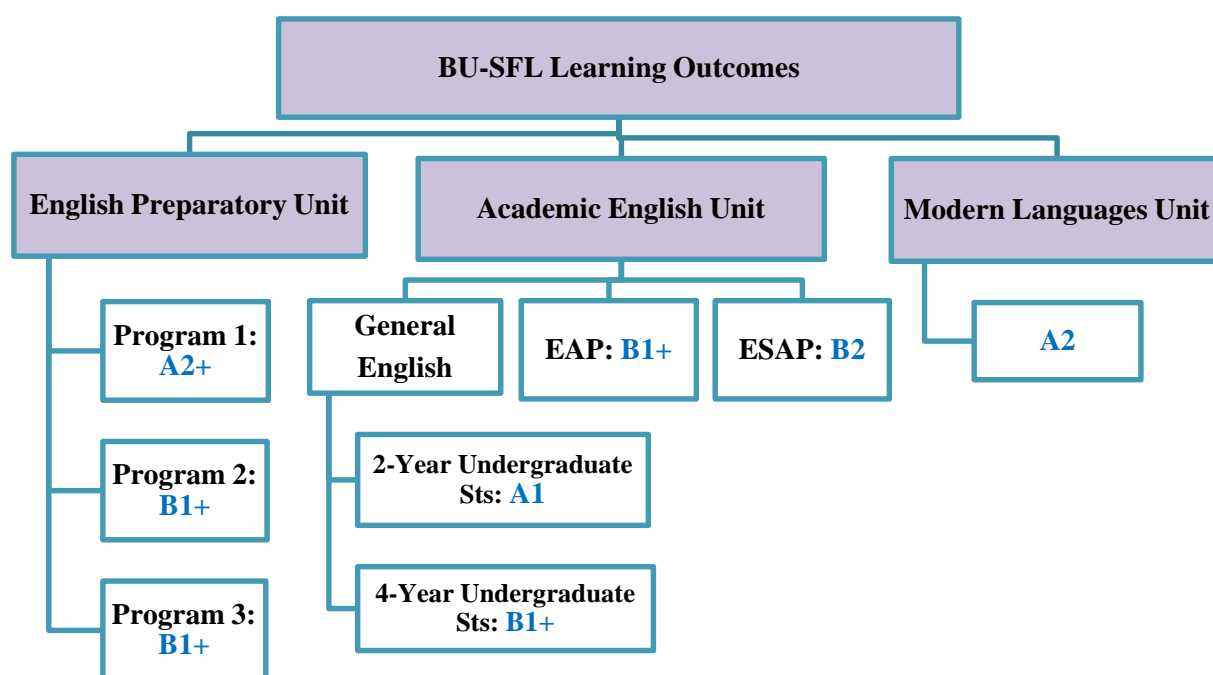 BU-SFL Learning Outcomes
English Preparatory Unit
Academic English Unit
Modern Languages Unit
Program 1:
A2+
Program 2:
B1+
Program 3:
B1+
General
English
EAP: B1+
ESAP: B2
2-Year Undergraduate
Sts: A1
4-Year Undergraduate
Sts: B1+
A2